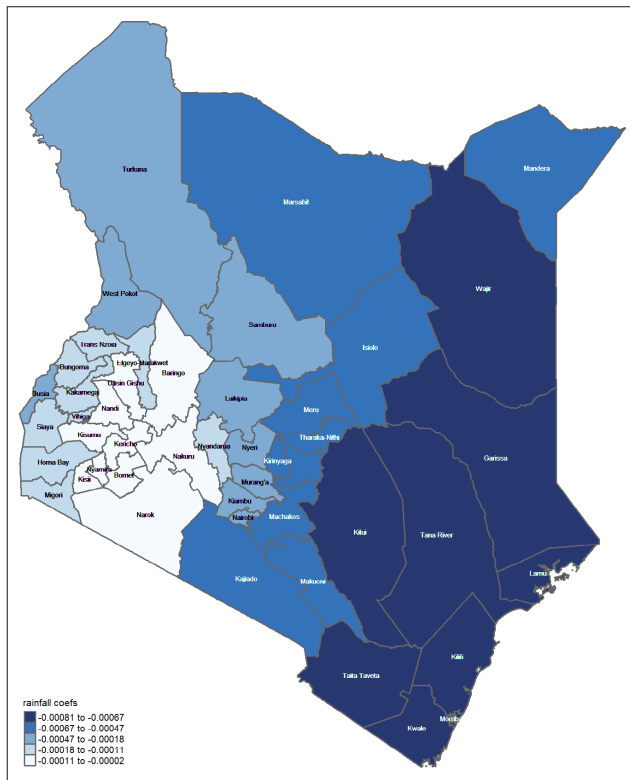 Turkana
Mandera
Marsabit
Wajir
West Pokot
Samburu
Isiolo
Trans Nzoia
Elgeyo-Marakwet
Bungoma
Baringo
Uasin Gishu
Busia
Kakamega
Laikipia
Nandi
Meru
Vihiga
Siaya
Kisumu
Tharaka-Nithi
Kericho
Nyandarua
Nyeri
Garissa
Homa Bay
Nakuru
Kirinyaga
Nyamira
Bomet
Kisii
Murang'a
Migori
Kiambu
Narok
Nairobi
Machakos
Kitui
Tana River
Lamu
Kajiado
Makueni
Kilifi
Taita Taveta
Kwale
rainfall coefs
-0.00081 to -0.00067
-0.00067 to -0.00047
-0.00047 to -0.00018
-0.00018 to -0.00011
-0.00011 to -0.00002